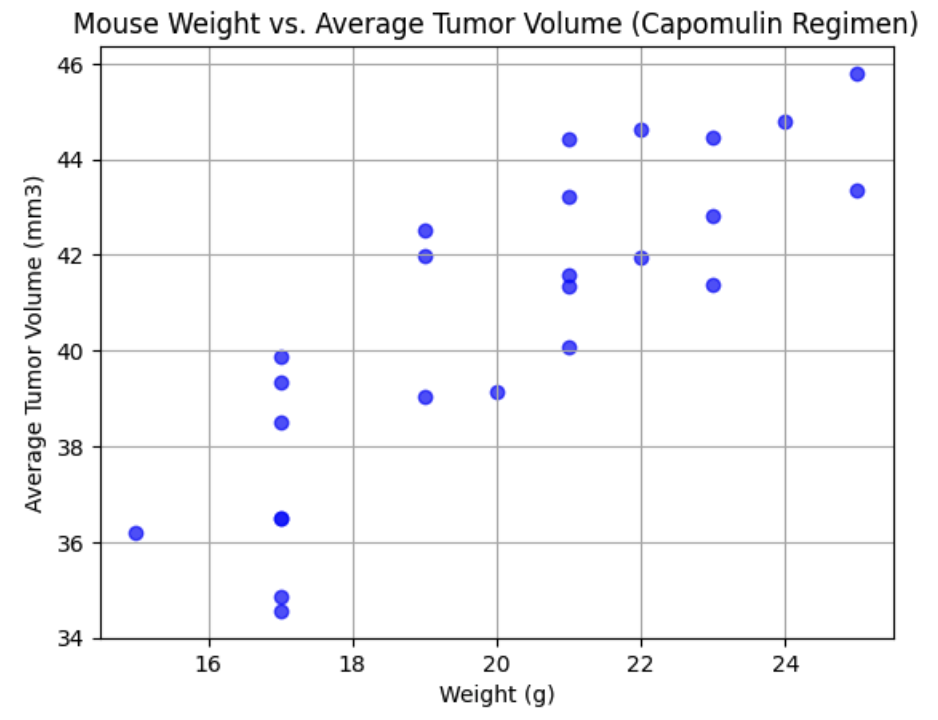 Mouse Weight vs. Average Tumor Volume (Capomulin Regimen)
Average Tumor Volume (mm3)
46
44
42
40
38
36
34
16 18 20 22 24
Weight (g)